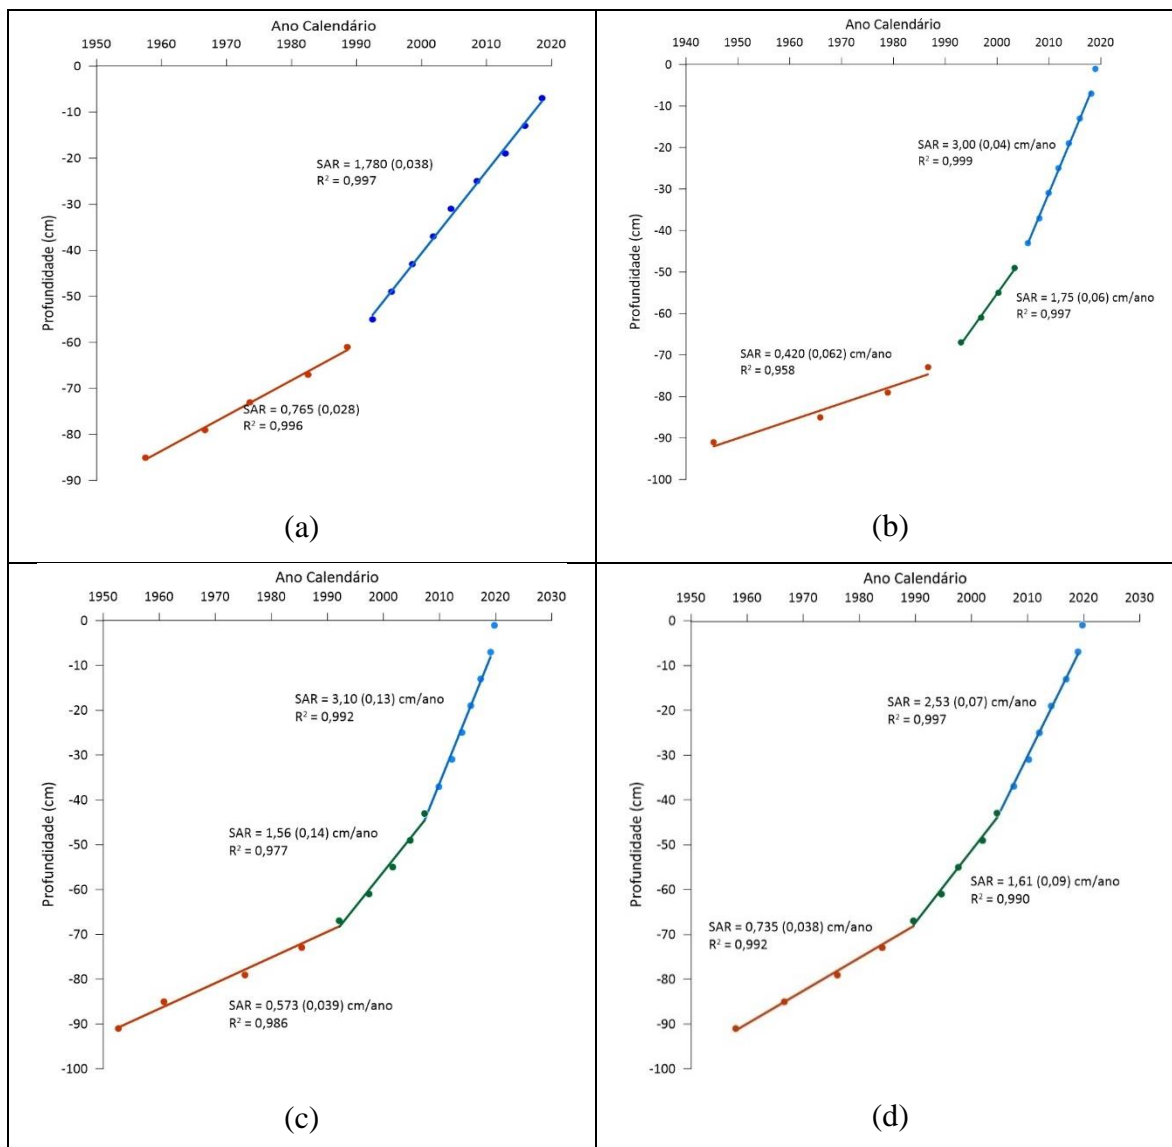 Ano Calendário
1950 1960 1970 1980 1990 2000 2010 2020
0
-10
-20
-30
-40
-50
-60
-70
-80
-90
Profundidade (cm)
SAR = 1,780 (0,038)
R² = 0,997
SAR = 0,765 (0,028)
R² = 0,996
(a)
Ano Calendário
1940 1950 1960 1970 1980 1990 2000 2010 2020
0
-10
-20
-30
-40
-50
-60
-70
-80
-90
-100
Profundidade (cm)
SAR = 3,00 (0,04) cm/ano
R² = 0,999
SAR = 1,75 (0,06) cm/ano
R² = 0,997
SAR = 0,420 (0,062) cm/ano
R² = 0,958
(b)
Ano Calendário
1950 1960 1970 1980 1990 2000 2010 2020 2030
0
-10
-20
-30
-40
-50
-60
-70
-80
-90
-100
Profundidade (cm)
SAR = 3,10 (0,13) cm/ano
R² = 0,992
SAR = 1,56 (0,14) cm/ano
R² = 0,977
SAR = 0,573 (0,039) cm/ano
R² = 0,986
(c)
Ano Calendário
1950 1960 1970 1980 1990 2000 2010 2020 2030
0
-10
-20
-30
-40
-50
-60
-70
-80
-90
-100
Profundidade (cm)
SAR = 2,53 (0,07) cm/ano
R² = 0,997
SAR = 1,61 (0,09) cm/ano
R² = 0,990
SAR = 0,735 (0,038) cm/ano
R² = 0,992
(d)